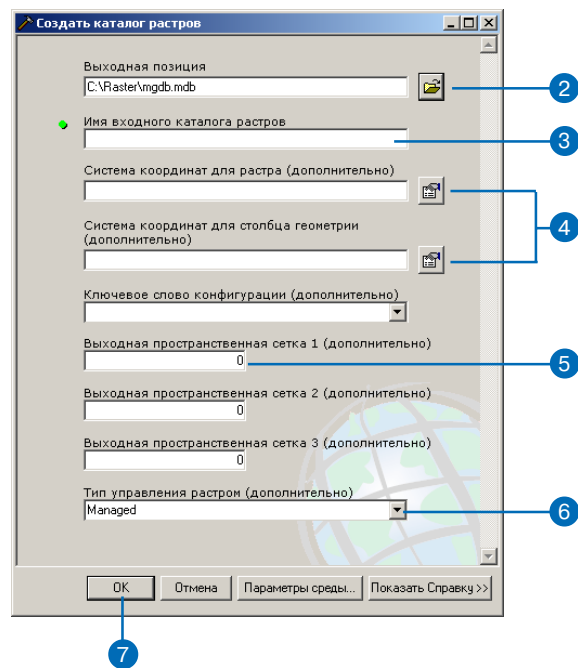 Создать каталог растров
Выходная позиция
C:\Raster\mgdb.mdb
2
Имя входного каталога растров
3
Система координат для растра (дополнительно)
4
Система координат для столбца геометрии
(дополнительно)
Ключевое слово конфигурации (дополнительно)
Выходная пространственная сетка 1 (дополнительно)
0
5
Выходная пространственная сетка 2 (дополнительно)
0
Выходная пространственная сетка 3 (дополнительно)
0
Тип управления растром (дополнительно)
Managed
6
OK
Отмена
Параметры среды...
Показать Справку >>
7